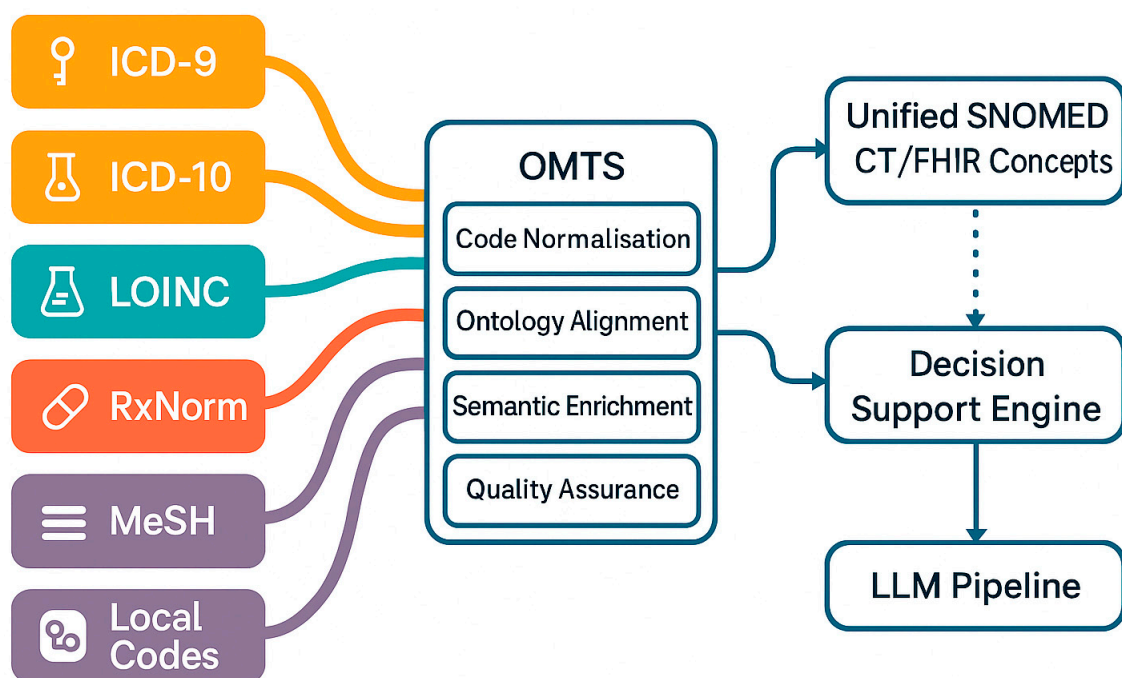 ICD-9
ICD-10
LOINC
RxNorm
MeSH
Local
Codes
OMTS
Code Normalisation
Ontology Alignment
Semantic Enrichment
Quality Assurance
Unified SNOMED
CT/FHIR Concepts
Decision
Support Engine
LLM Pipeline